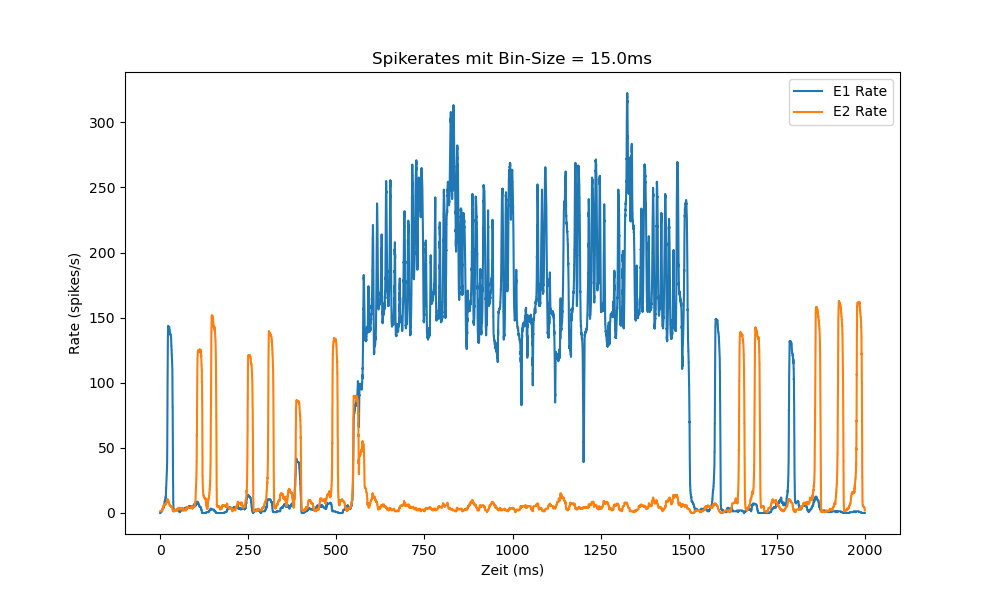 Spikerates mit Bin-Size = 15.0ms
E1 Rate
E2 Rate
Rate (spikes/s)
300
250
200
150
100
50
0
0 250 500 750 1000 1250 1500 1750 2000
Zeit (ms)